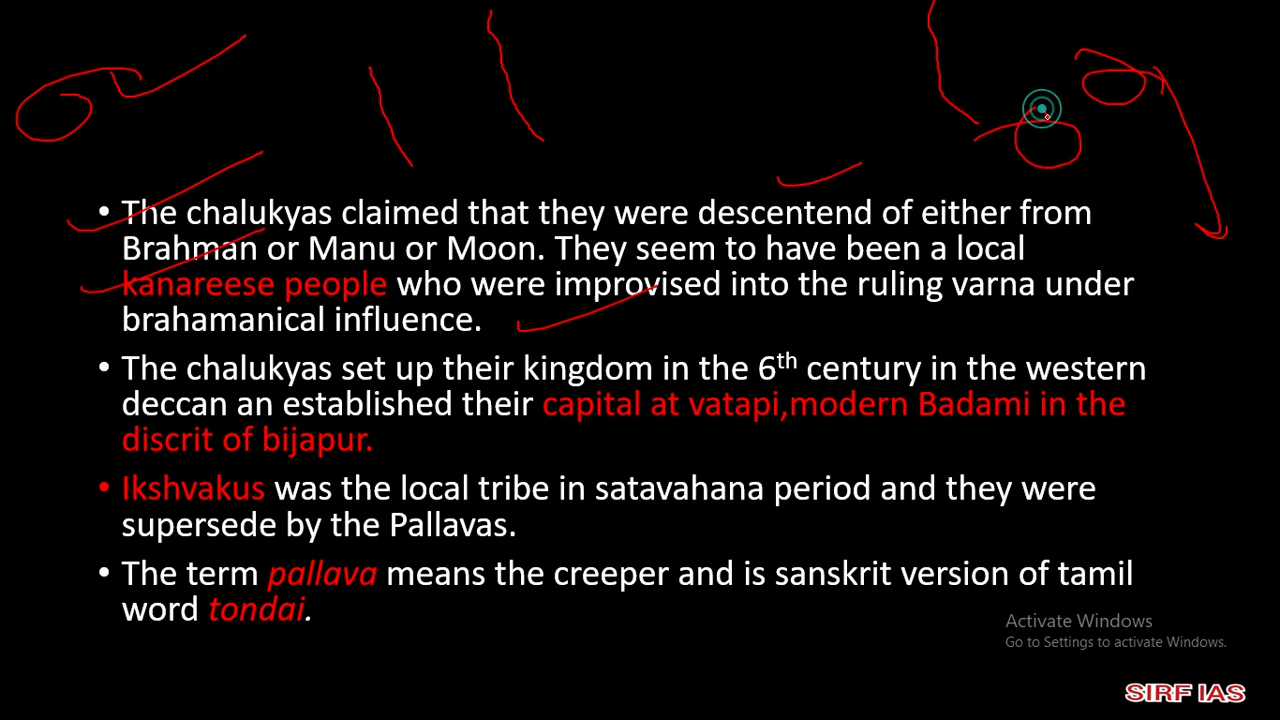 • The chalukyas claimed that they were descentend of either from
Brahman or Manu or Moon. They seem to have been a local
kanareese people who were improvised into the ruling varna under
brahamanical influence.
• The chalukyas set up their kingdom in the 6th century in the western
deccan an established their capital at vatapi,modern Badami in the
discrit of bijapur.
• Ikshvakus was the local tribe in satavahana period and they were
supersede by the Pallavas.
• The term pallava means the creeper and is sanskrit version of tamil
word tondai.
Activate Windows
Go to Settings to activate Windows.
SIRF IAS